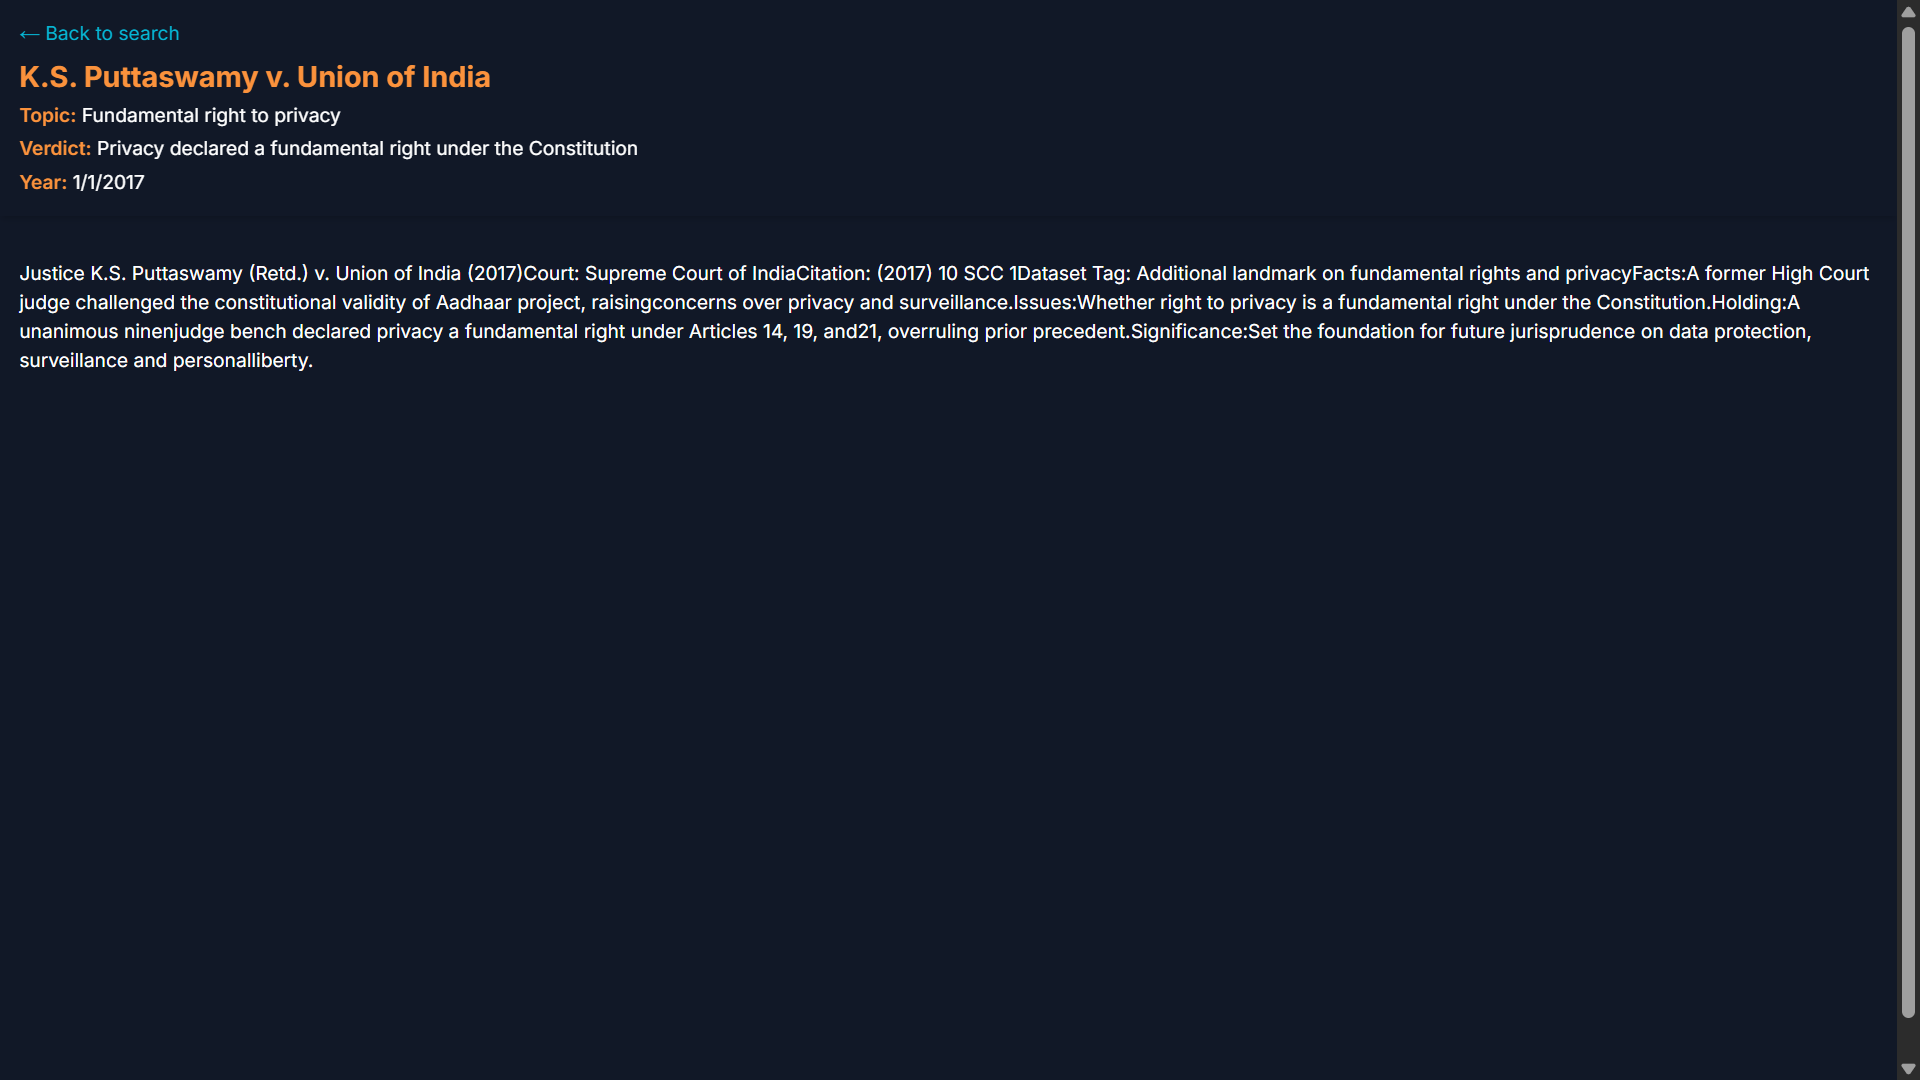 ← Back to search
K.S. Puttaswamy v. Union of India
Topic: Fundamental right to privacy
Verdict: Privacy declared a fundamental right under the Constitution
Year: 1/1/2017
Justice K.S. Puttaswamy (Retd.) v. Union of India (2017)Court: Supreme Court of IndiaCitation: (2017) 10 SCC 1Dataset Tag: Additional landmark on fundamental rights and privacyFacts:A former High Court
judge challenged the constitutional validity of Aadhaar project, raisingconcerns over privacy and surveillance.Issues:Whether right to privacy is a fundamental right under the Constitution.Holding:A
unanimous ninenjudge bench declared privacy a fundamental right under Articles 14, 19, and21, overruling prior precedent.Significance:Set the foundation for future jurisprudence on data protection,
surveillance and personalliberty.